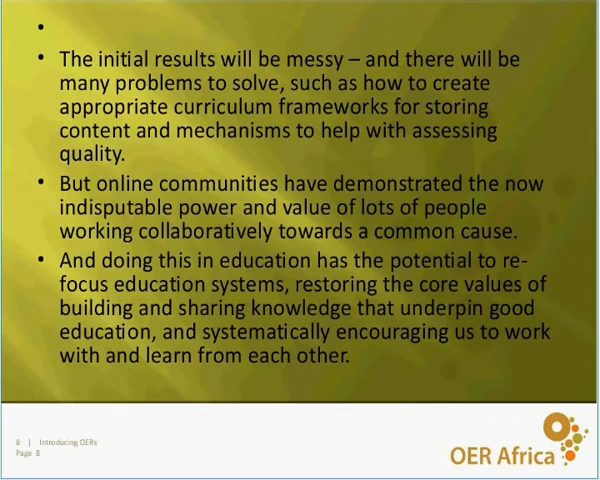 •
• The initial results will be messy – and there will be
many problems to solve, such as how to create
appropriate curriculum frameworks for storing
content and mechanisms to help with assessing
quality.
• But online communities have demonstrated the now
indisputable power and value of lots of people
working collaboratively towards a common cause.
• And doing this in education has the potential to re-
focus education systems, restoring the core values of
building and sharing knowledge that underpin good
education, and systematically encouraging us to work
with and learn from each other.
8 | Introducing OERs
Page 8
OER Africa